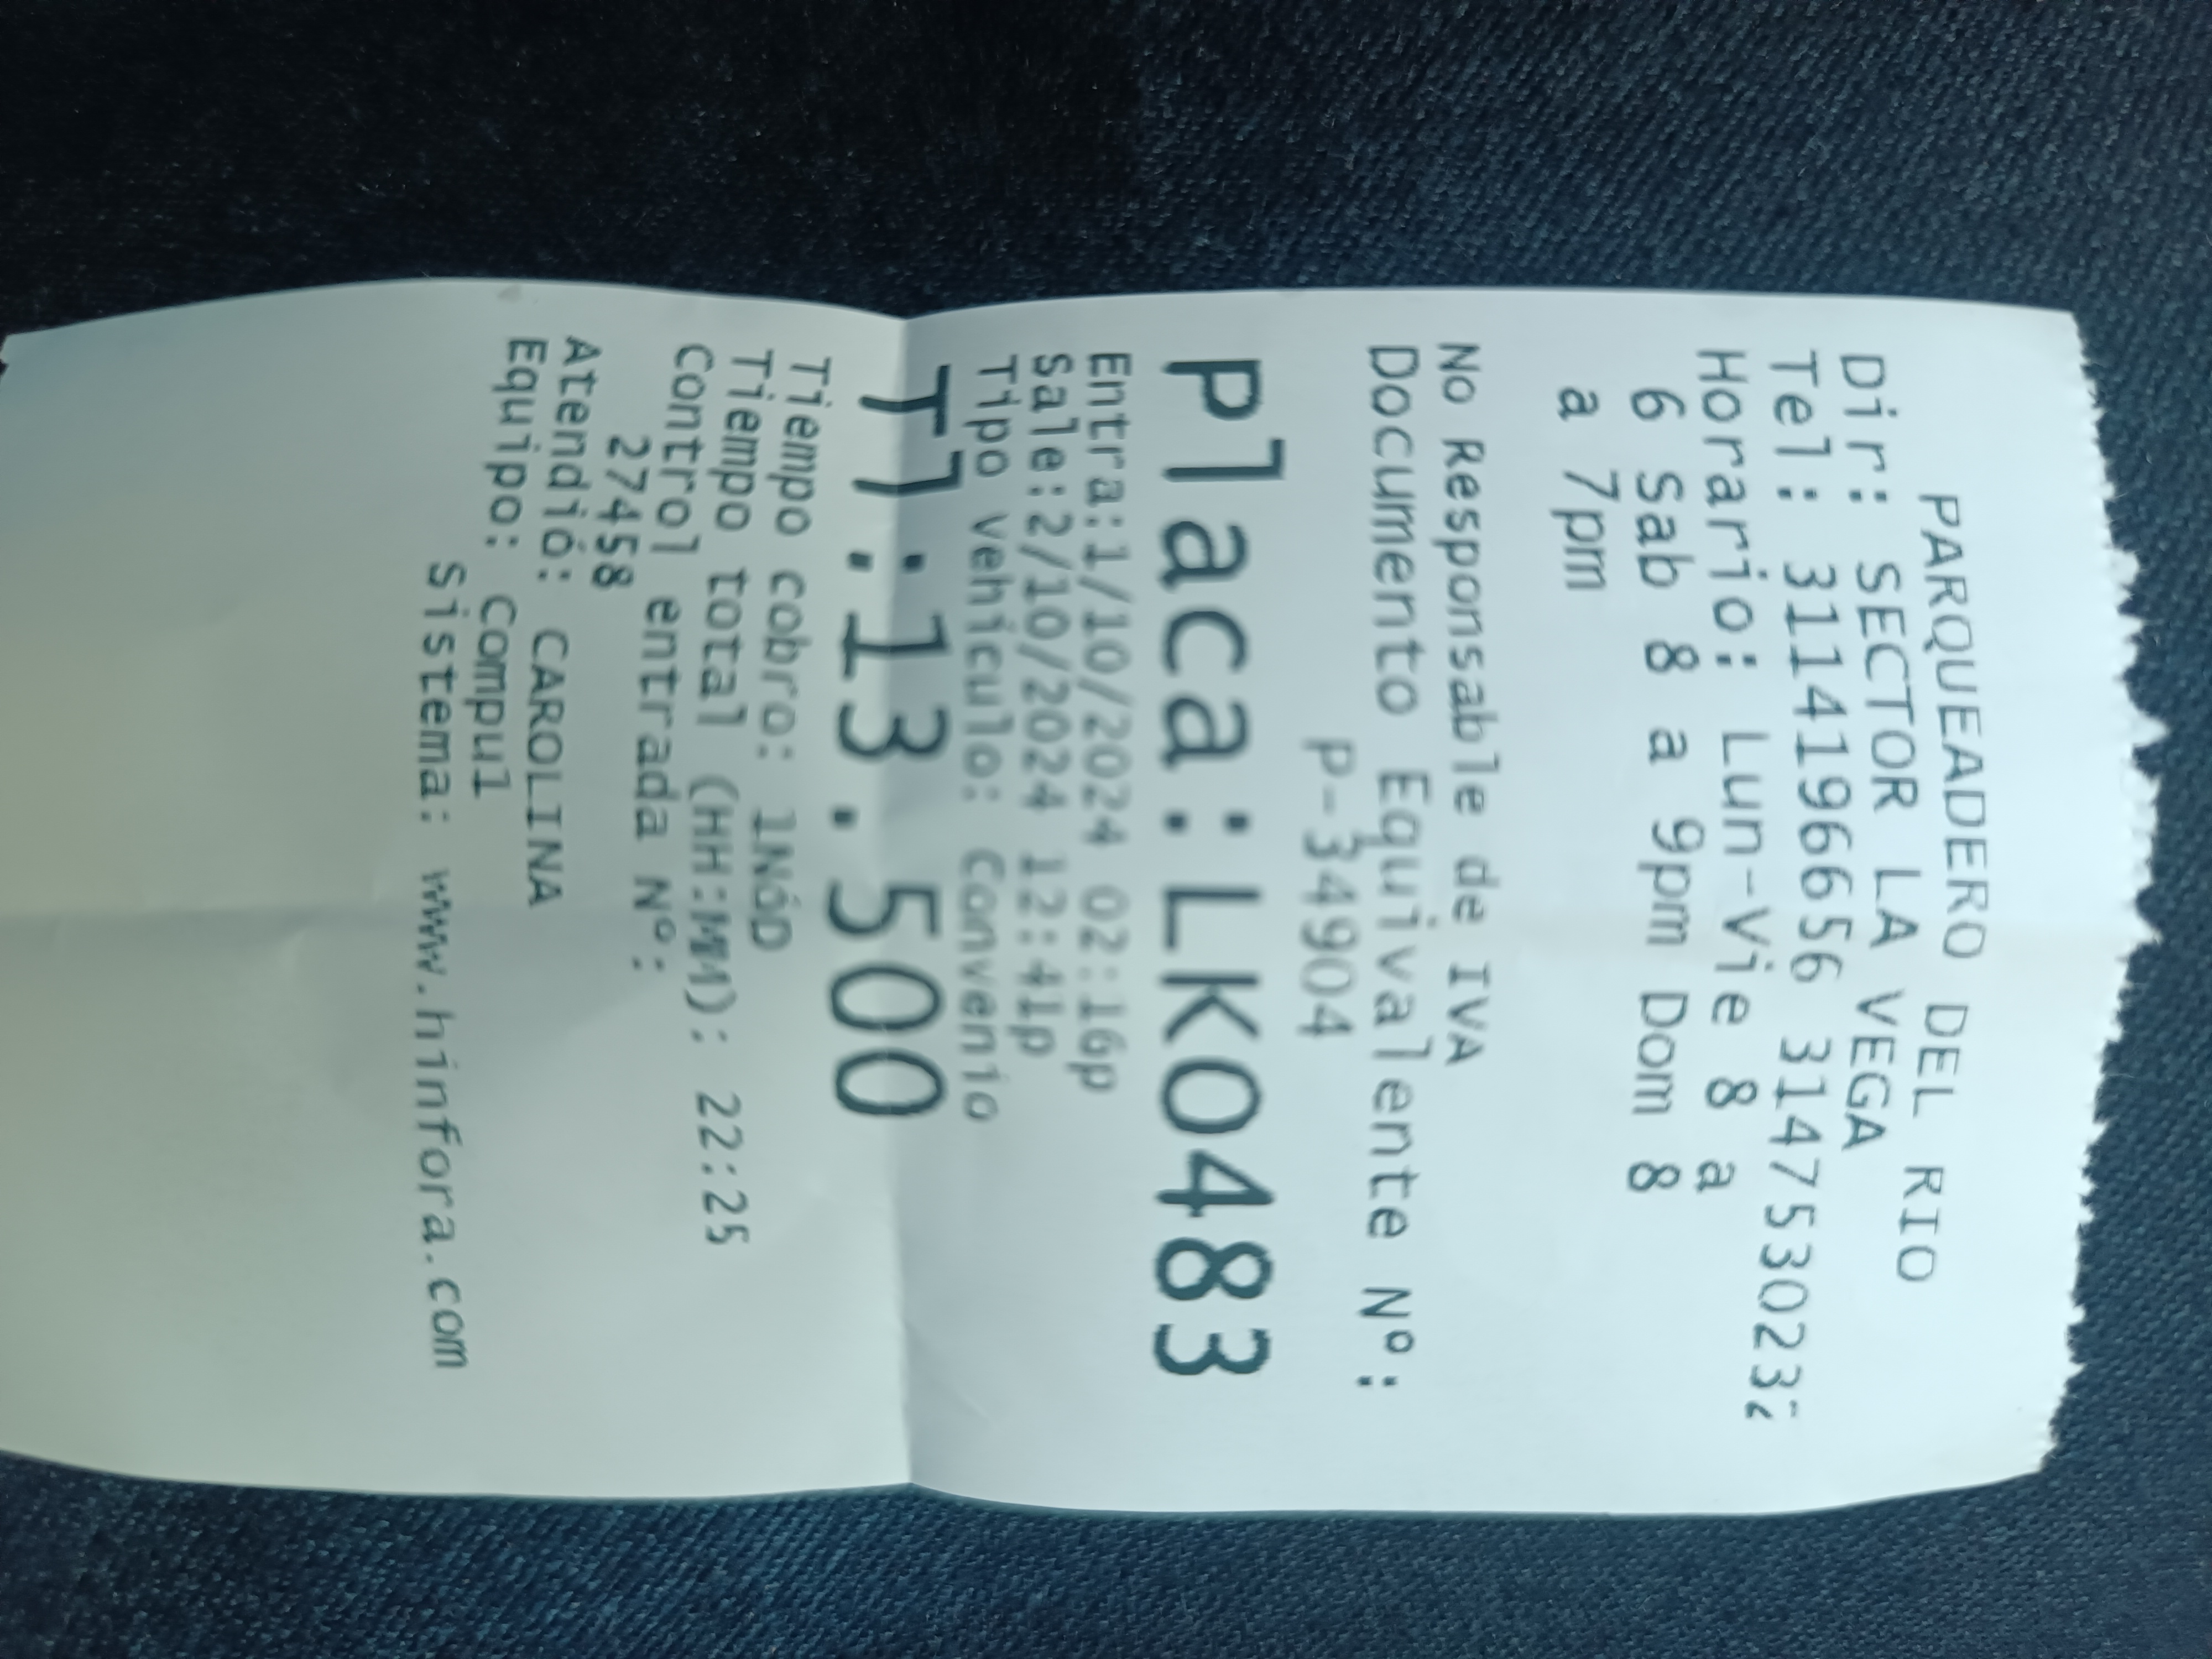 PARQUEADERO DEL RIO
Dir: SECTOR LA VEGA
Tel: 3114196656 314753023
Horario: Lun-Vie 8 a
6 Sab 8 a 9pm Dom 8
a 7pm
No Responsable de IVA
Documento Equivalente Nº:
P-34904
Placa:LKO483
Entra:1/10/2024 02:16p
Sale:2/10/2024 12:41p
Tipo Vehiculo: Convenio
Tl.:13.500
Tiempo cobro: 1NóD
Tiempo total (HH:MM): 22:25
Control entrada Nº:
27458
Atendió: CAROLINA
Equipo: Compu1
Sistema: www.hinfora.com